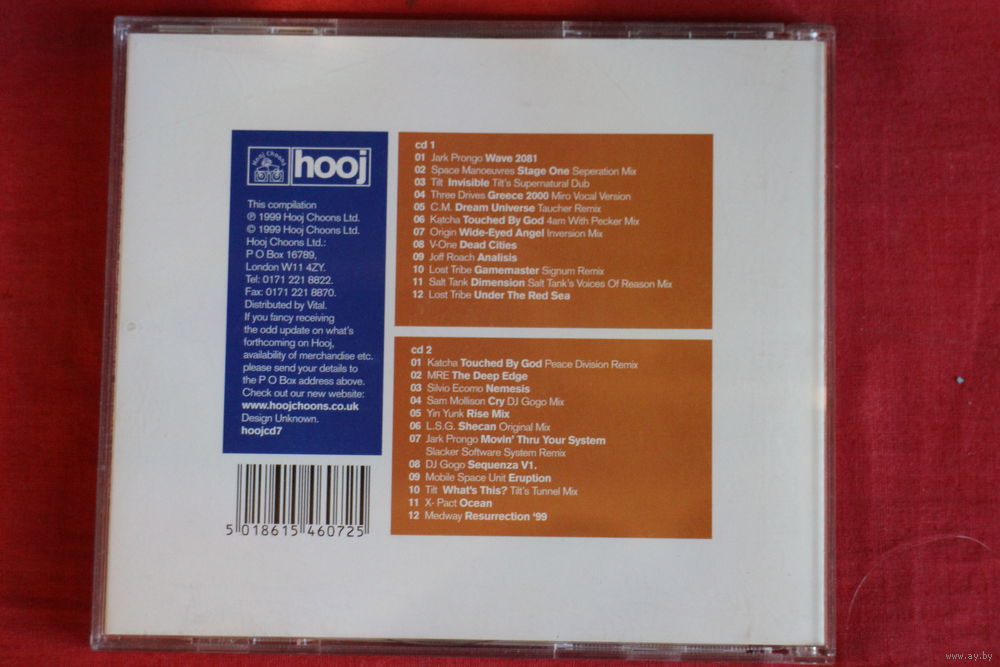 Hooj Choons
hooj
This compilation
℗ 1999 Hooj Choons Ltd.
© 1999 Hooj Choons Ltd.
Hooj Choons Ltd.:
P O Box 16789,
London W11 4ZY.
Tel: 0171 221 8822.
Fax: 0171 221 8870.
Distributed by Vital.
If you fancy receiving
the odd update on what's
forthcoming on Hooj,
availability of merchandise etc.
please send your details to
the P O Box address above.
Check out our new website:
www.hoojchoons.co.uk
Design Unknown.
hoojcd7
5 018615 460725
cd 1
01 Jark Prongo Wave 2081
02 Space Manoeuvres Stage One Seperation Mix
03 Tilt Invisible Tilt's Supernatural Dub
04 Three Drives Greece 2000 Miro Vocal Version
05 C.M. Dream Universe Taucher Remix
06 Katcha Touched By God 4am With Pecker Mix
07 Origin Wide-Eyed Angel Inversion Mix
08 V-One Dead Cities
09 Joff Roach Analisis
10 Lost Tribe Gamemaster Signum Remix
11 Salt Tank Dimension Salt Tank's Voices Of Reason Mix
12 Lost Tribe Under The Red Sea
cd 2
01 Katcha Touched By God Peace Division Remix
02 MRE The Deep Edge
03 Silvio Ecomo Nemesis
04 Sam Mollison Cry DJ Gogo Mix
05 Yin Yunk Rise Mix
06 L.S.G. Shecan Original Mix
07 Jark Prongo Movin' Thru Your System
Slacker Software System Remix
08 DJ Gogo Sequenza V1.
09 Mobile Space Unit Eruption
10 Tilt What's This? Tilt's Tunnel Mix
11 X- Pact Ocean
12 Medway Resurrection '99
www.ay.by